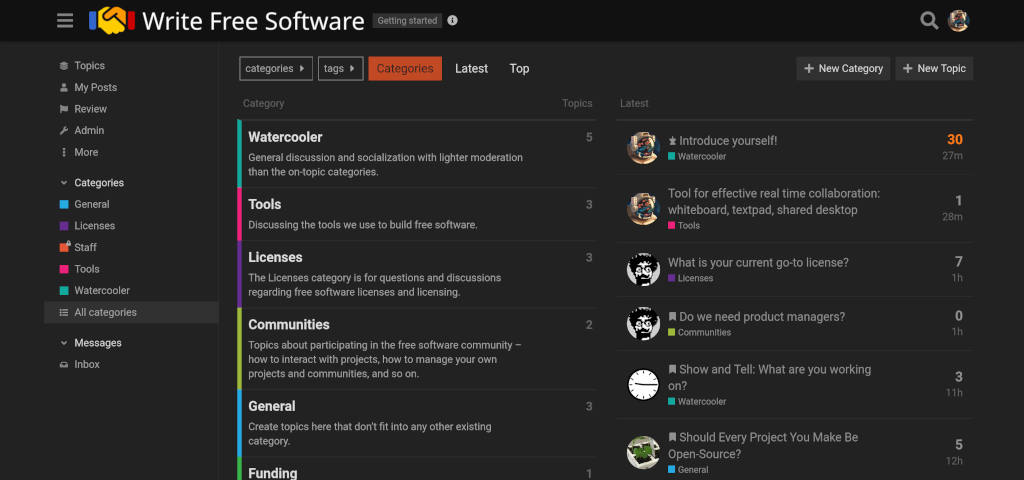 Write Free Software
Getting started
Topics
My Posts
Review
Admin
More
Categories
General
Licenses
Staff
Tools
Watercooler
All categories
Messages
Inbox
categories
tags
Categories
Latest
Top
+ New Category
+ New Topic
Category
Topics
Watercooler
5
General discussion and socialization with lighter moderation
than the on-topic categories.
Tools
3
Discussing the tools we use to build free software.
Licenses
3
The Licenses category is for questions and discussions
regarding free software licenses and licensing.
Communities
2
Topics about participating in the free software community –
how to interact with projects, how to manage your own
projects and communities, and so on.
General
3
Create topics here that don't fit into any other existing
category.
Funding
1
Latest
Introduce yourself!
30
Watercooler
27m
Tool for effective real time collaboration:
whiteboard, textpad, shared desktop
1
Tools
28m
What is your current go-to license?
7
Licenses
1h
Do we need product managers?
0
Communities
1h
Show and Tell: What are you working
on?
3
Watercooler
11h
Should Every Project You Make Be
Open-Source?
5
General
12h